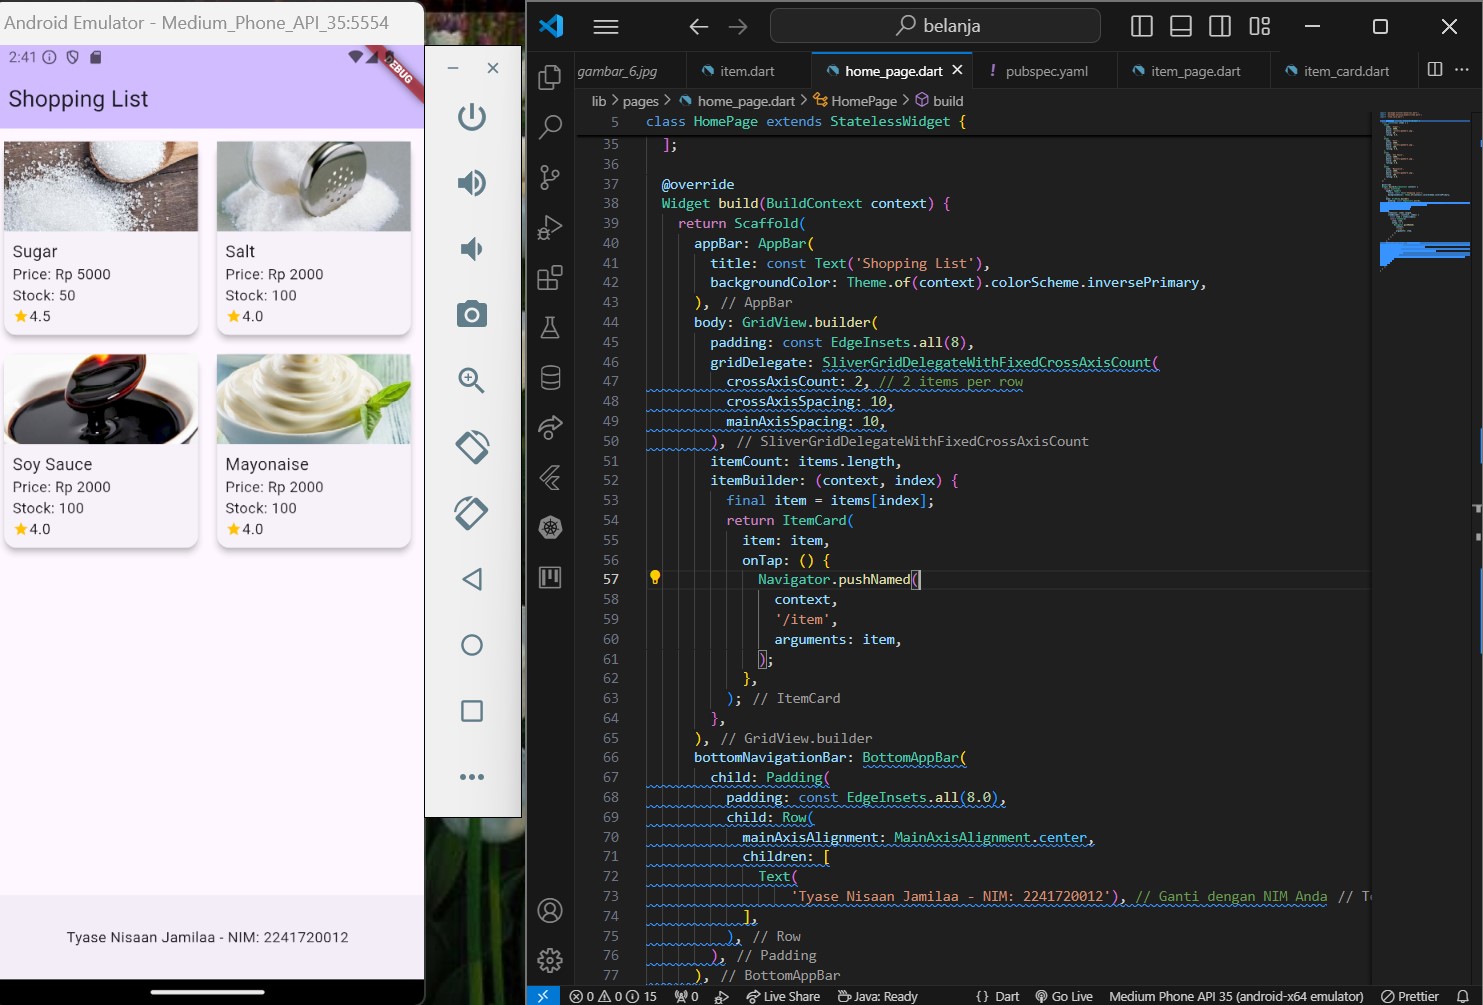 Android Emulator - Medium_Phone_API_35:5554
2:41
DEBUG
Shopping List
Sugar
Price: Rp 5000
Stock: 50
4.5
Salt
Price: Rp 2000
Stock: 100
4.0
Soy Sauce
Price: Rp 2000
Stock: 100
4.0
Mayonaise
Price: Rp 2000
Stock: 100
4.0
Tyase Nisaan Jamilaa - NIM: 2241720012
belanja
gambar_6.jpg
item.dart
home_page.dart
! pubspec.yaml
item_page.dart
item_card.dart
lib > pages > home_page.dart > HomePage > build
5 class HomePage extends StatelessWidget {
35 ];
36
37 @override
38 Widget build(BuildContext context) {
39 return Scaffold(
40 appBar: AppBar(
41 title: const Text('Shopping List'),
42 backgroundColor: Theme.of(context).colorScheme.inversePrimary,
43 ), // AppBar
44 body: GridView.builder(
45 padding: const EdgeInsets.all(8),
46 gridDelegate: SliverGridDelegateWithFixedCrossAxisCount(
47 crossAxisCount: 2, // 2 items per row
48 crossAxisSpacing: 10,
49 mainAxisSpacing: 10,
50 ), // SliverGridDelegateWithFixedCrossAxisCount
51 itemCount: items.length,
52 itemBuilder: (context, index) {
53 final item = items[index];
54 return ItemCard(
55 item: item,
56 onTap: () {
57 Navigator.pushNamed(
58 context,
59 '/item',
60 arguments: item,
61 );
62 },
63 ); // ItemCard
64 },
65 ), // GridView.builder
66 bottomNavigationBar: BottomAppBar(
67 child: Padding(
68 padding: const EdgeInsets.all(8.0),
69 child: Row(
70 mainAxisAlignment: MainAxisAlignment.center,
71 children: [
72 Text(
73 'Tyase Nisaan Jamilaa - NIM: 2241720012'), // Ganti dengan NIM Anda // T
74 ],
75 ), // Row
76 ), // Padding
77 ), // BottomAppBar
0 0 15 0 Live Share Java: Ready {} Dart Go Live Medium Phone API 35 (android-x64 emulator) Prettier